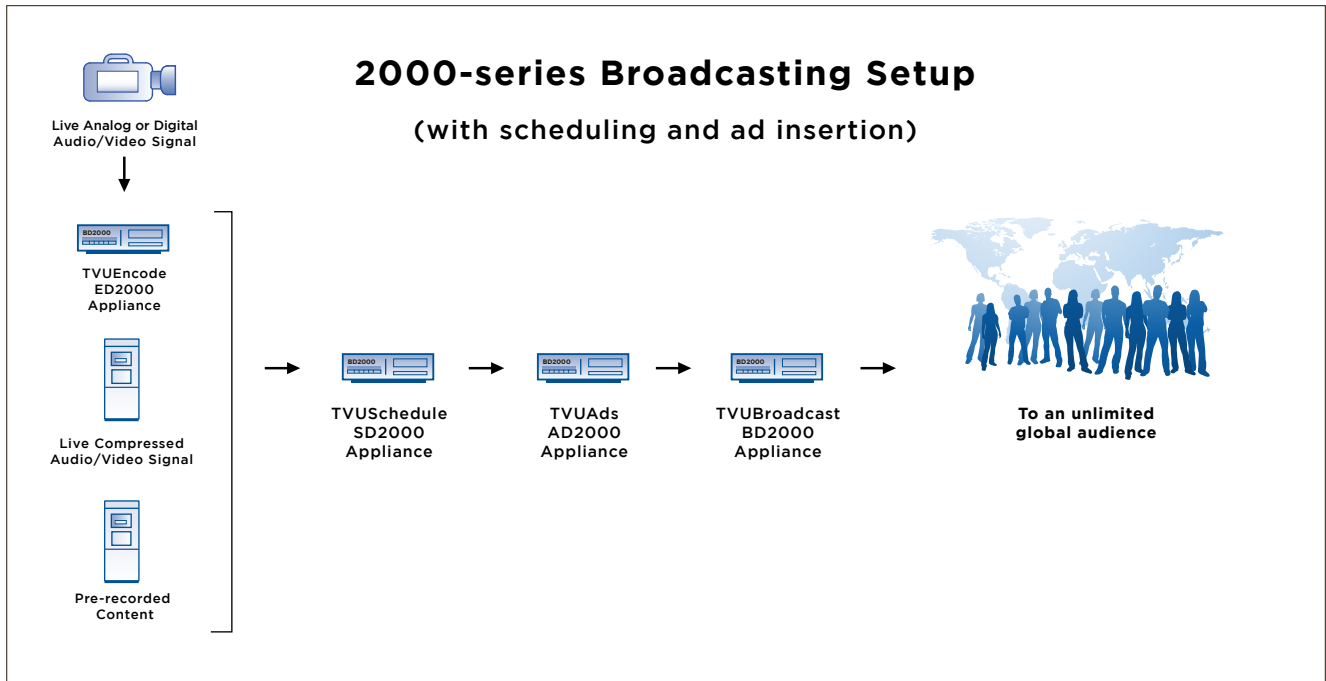 2000-series Broadcasting Setup
(with scheduling and ad insertion)
Live Analog or Digital
Audio/Video Signal
BD2000
TVUEncode
ED2000
Appliance
Live Compressed
Audio/Video Signal
Pre-recorded
Content
BD2000
TVUSchedule
SD2000
Appliance
BD2000
TVUAds
AD2000
Appliance
BD2000
TVUBroadcast
BD2000
Appliance
To an unlimited
global audience